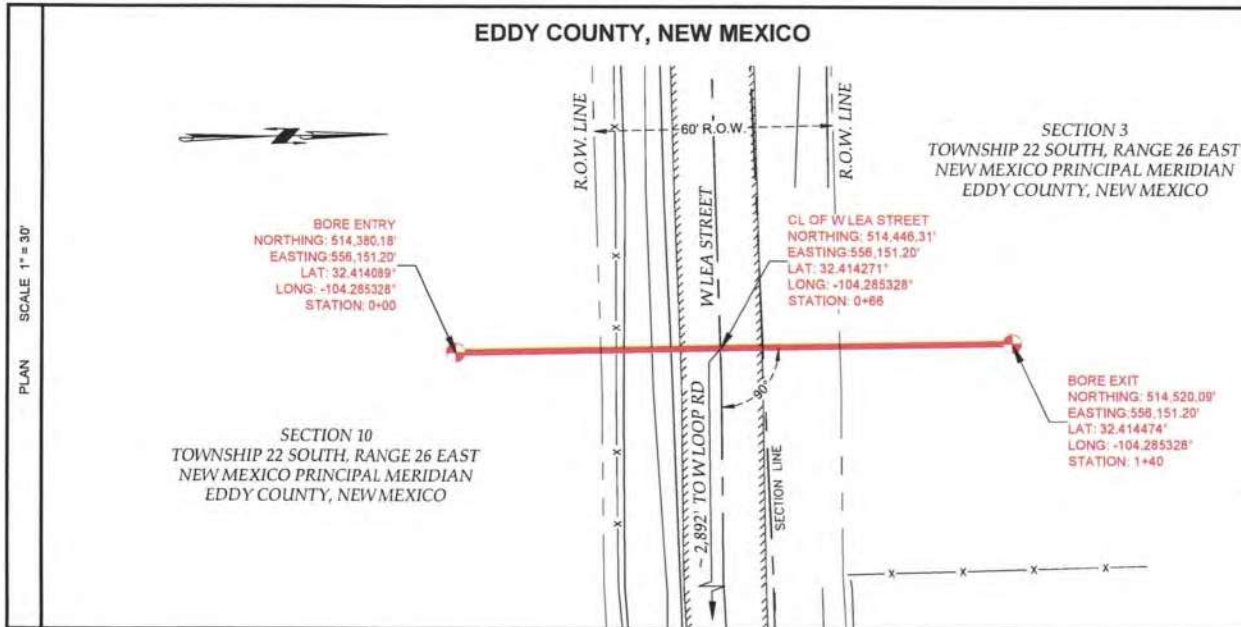 EDDY COUNTY, NEW MEXICO
PLAN SCALE 1" = 30'
R.O.W. LINE
60' R.O.W.
W LEA STREET
R.O.W. LINE
SECTION 3
TOWNSHIP 22 SOUTH, RANGE 26 EAST
NEW MEXICO PRINCIPAL MERIDIAN
EDDY COUNTY, NEW MEXICO
BORE ENTRY
NORTHING: 514,380.18'
EASTING:556,151.20'
LAT: 32.414089°
LONG: -104.285328°
STATION: 0+00
CL OF W LEA STREET
NORTHING: 514,446.31'
EASTING:556,151.20'
LAT: 32.414271°
LONG: -104.285328°
STATION: 0+66
90°
BORE EXIT
NORTHING: 514,520.09'
EASTING:556,151.20'
LAT: 32.414474°
LONG: -104.285328°
STATION: 1+40
SECTION 10
TOWNSHIP 22 SOUTH, RANGE 26 EAST
NEW MEXICO PRINCIPAL MERIDIAN
EDDY COUNTY, NEW MEXICO
~ 2,892' TO W LOOP RD
SECTION LINE